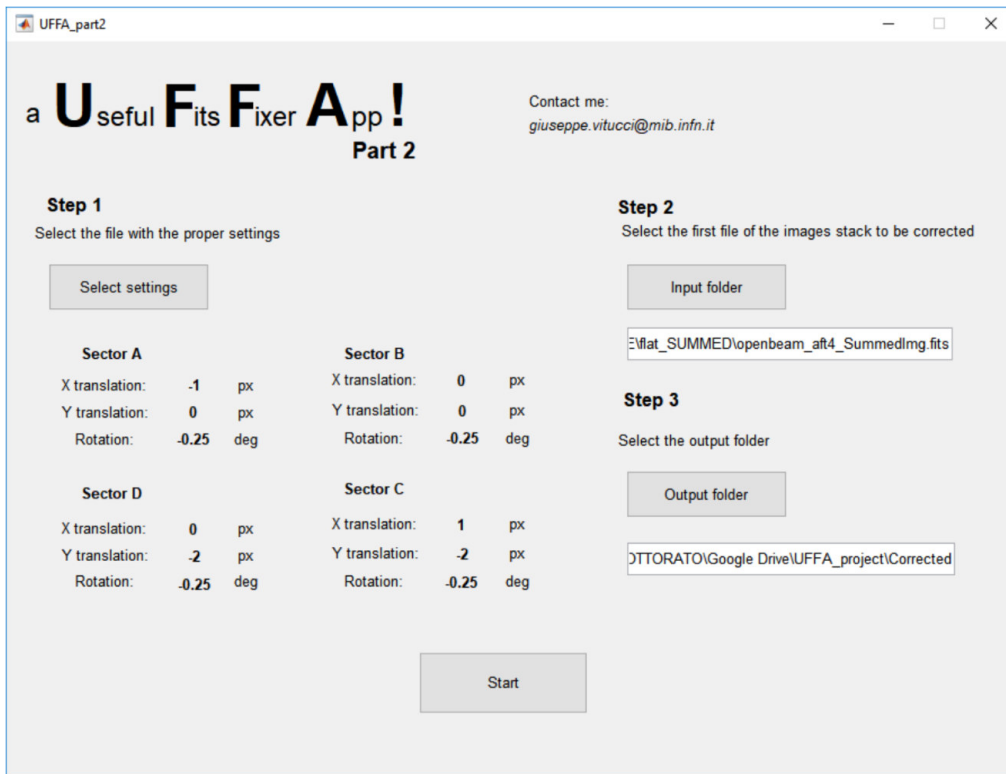 UFFA_part2
a Useful Fits Fixer App!
Part 2
Contact me:
giuseppe.vitucci@mib.infn.it
Step 1
Select the file with the proper settings
Select settings
Sector A
X translation: -1 px
Y translation: 0 px
Rotation: -0.25 deg
Sector B
X translation: 0 px
Y translation: 0 px
Rotation: -0.25 deg
Sector D
X translation: 0 px
Y translation: -2 px
Rotation: -0.25 deg
Sector C
X translation: 1 px
Y translation: -2 px
Rotation: -0.25 deg
Step 2
Select the first file of the images stack to be corrected
Input folder
E\flat_SUMMED\openbeam_aft4_SummedImg.fits
Step 3
Select the output folder
Output folder
OTTORATO\Google Drive\UFFA_project\Corrected
Start